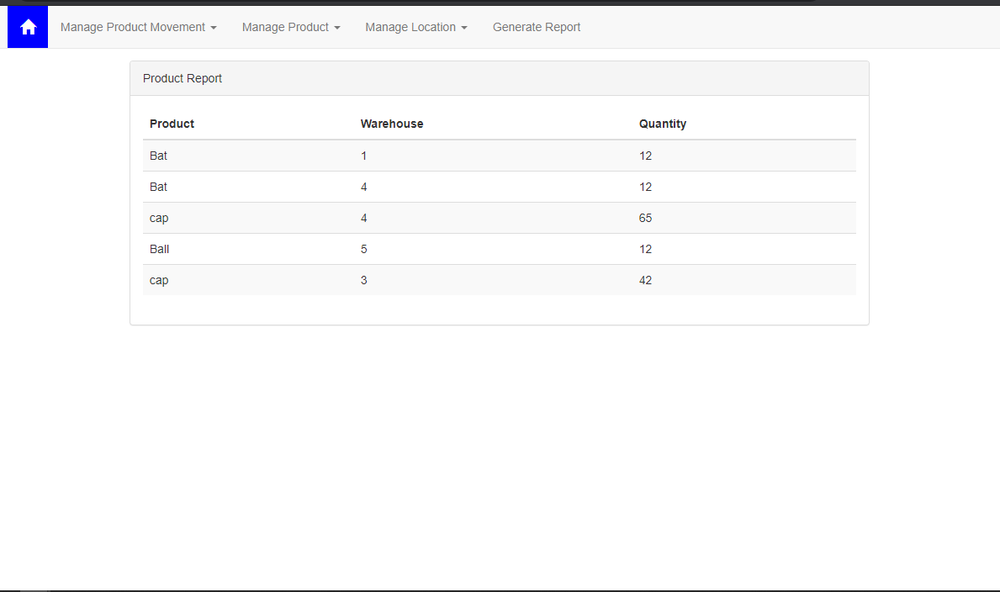 Manage Product Movement Manage Product Manage Location Generate Report
Product Report
Product Warehouse Quantity
Bat 1 12
Bat 4 12
cap 4 65
Ball 5 12
cap 3 42